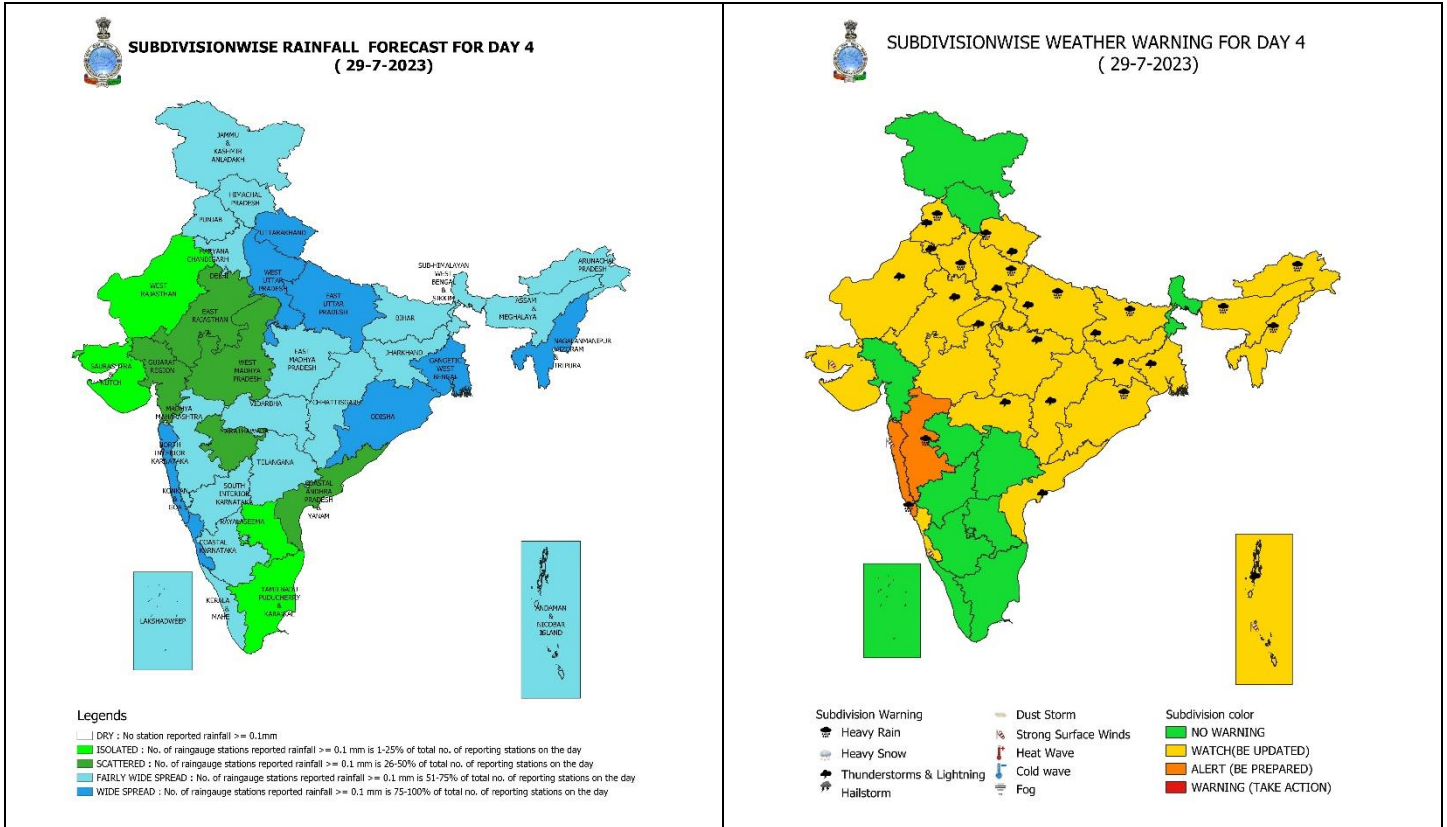 SUBDIVISIONWISE RAINFALL FORECAST FOR DAY 4
( 29-7-2023)
JAMMU
&
KASHMIR
ANLADAKH
HIMACHAL
PRADESH
PUNJAB
UTTARAKHAND
HARYANA
CHANDIGARH
DELHI
WEST
UTTAR
PRADESH
WEST
RAJASTHAN
EAST
UTTAR
PRADESH
SUB-HIMALAYAN
WEST
BENGAL
&
SIKKIM
ARUNACHAL
PRADESH
ASSAM
&
MEGHALAYA
EAST
RAJASTHAN
BIHAR
NAGALANMANIPUR
MIZORAM
&
TRIPURA
SAURASHTRA
&
KUTCH
GUJARAT
REGION
WEST
MADHYA
PRADESH
EAST
MADHYA
PRADESH
JHARKHAND
GANGETIC
WEST
BENGAL
MADHYA
MAHARASHTRA
VIDARBHA
CHHATTISGARH
ODISHA
MARATHAWADA
NORTH
INTERIOR
KARNATAKA
TELANGANA
KONKAN
&
GOA
SOUTH
INTERIOR
KARNATAKA
COASTAL
ANDHRA
PRADESH
&
YANAM
RAYALASEEMA
COASTAL
KARNATAKA
KERALA
&
MAHE
TAMILNADU
PUDUCHERRY
&
KARAIKAL
LAKSHADWEEP
ANDAMAN
&
NICOBAR
ISLAND
Legends
DRY : No station reported rainfall >= 0.1mm
ISOLATED : No. of raingauge stations reported rainfall >= 0.1 mm is 1-25% of total no. of reporting stations on the day
SCATTERED : No. of raingauge stations reported rainfall >= 0.1 mm is 26-50% of total no. of reporting stations on the day
FAIRLY WIDE SPREAD : No. of raingauge stations reported rainfall >= 0.1 mm is 51-75% of total no. of reporting stations on the day
WIDE SPREAD : No. of raingauge stations reported rainfall >= 0.1 mm is 75-100% of total no. of reporting stations on the day
SUBDIVISIONWISE WEATHER WARNING FOR DAY 4
( 29-7-2023)
Subdivision Warning
Heavy Rain
Heavy Snow
Thunderstorms & Lightning
Hailstorm
Dust Storm
Strong Surface Winds
Heat Wave
Cold wave
Fog
Subdivision color
NO WARNING
WATCH(BE UPDATED)
ALERT (BE PREPARED)
WARNING (TAKE ACTION)